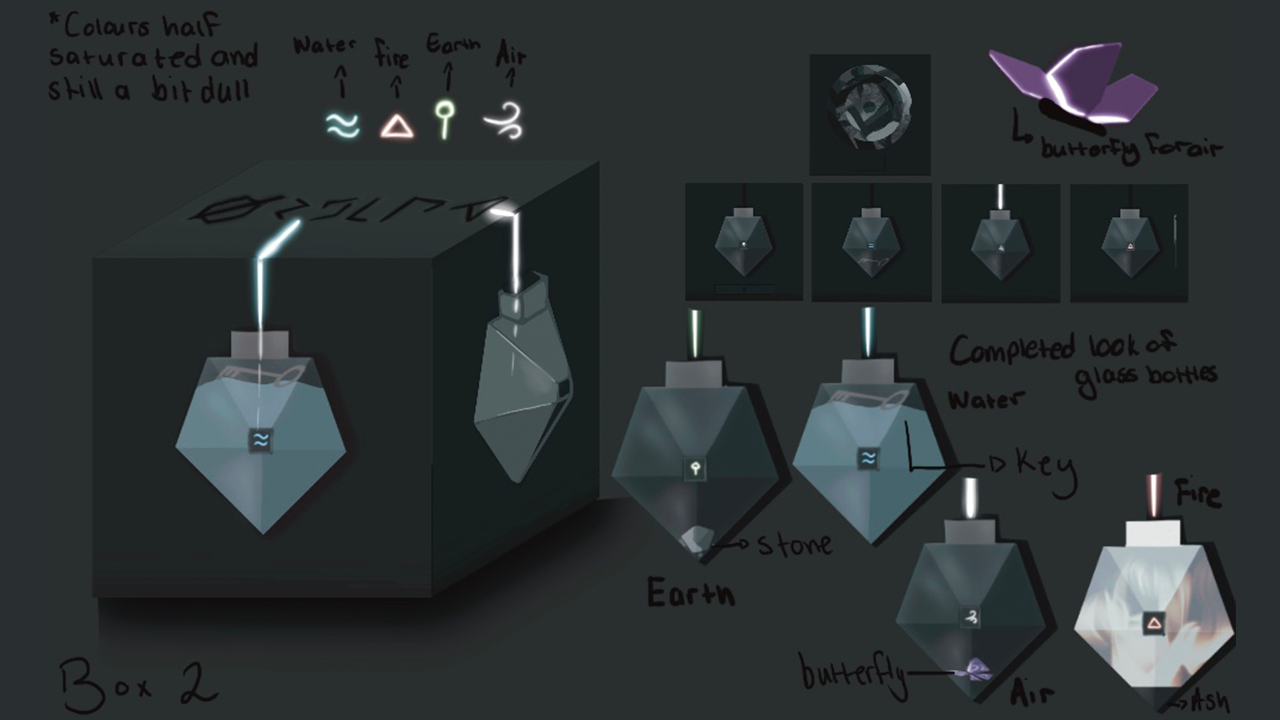 *Colours half
saturated and
still a bit dull
Water
fire
Earth
Air
butterfly for air
Completed look of
glass bottles
Water
Key
Fire
stone
Earth
butterfly
Air
Ash
Box 2